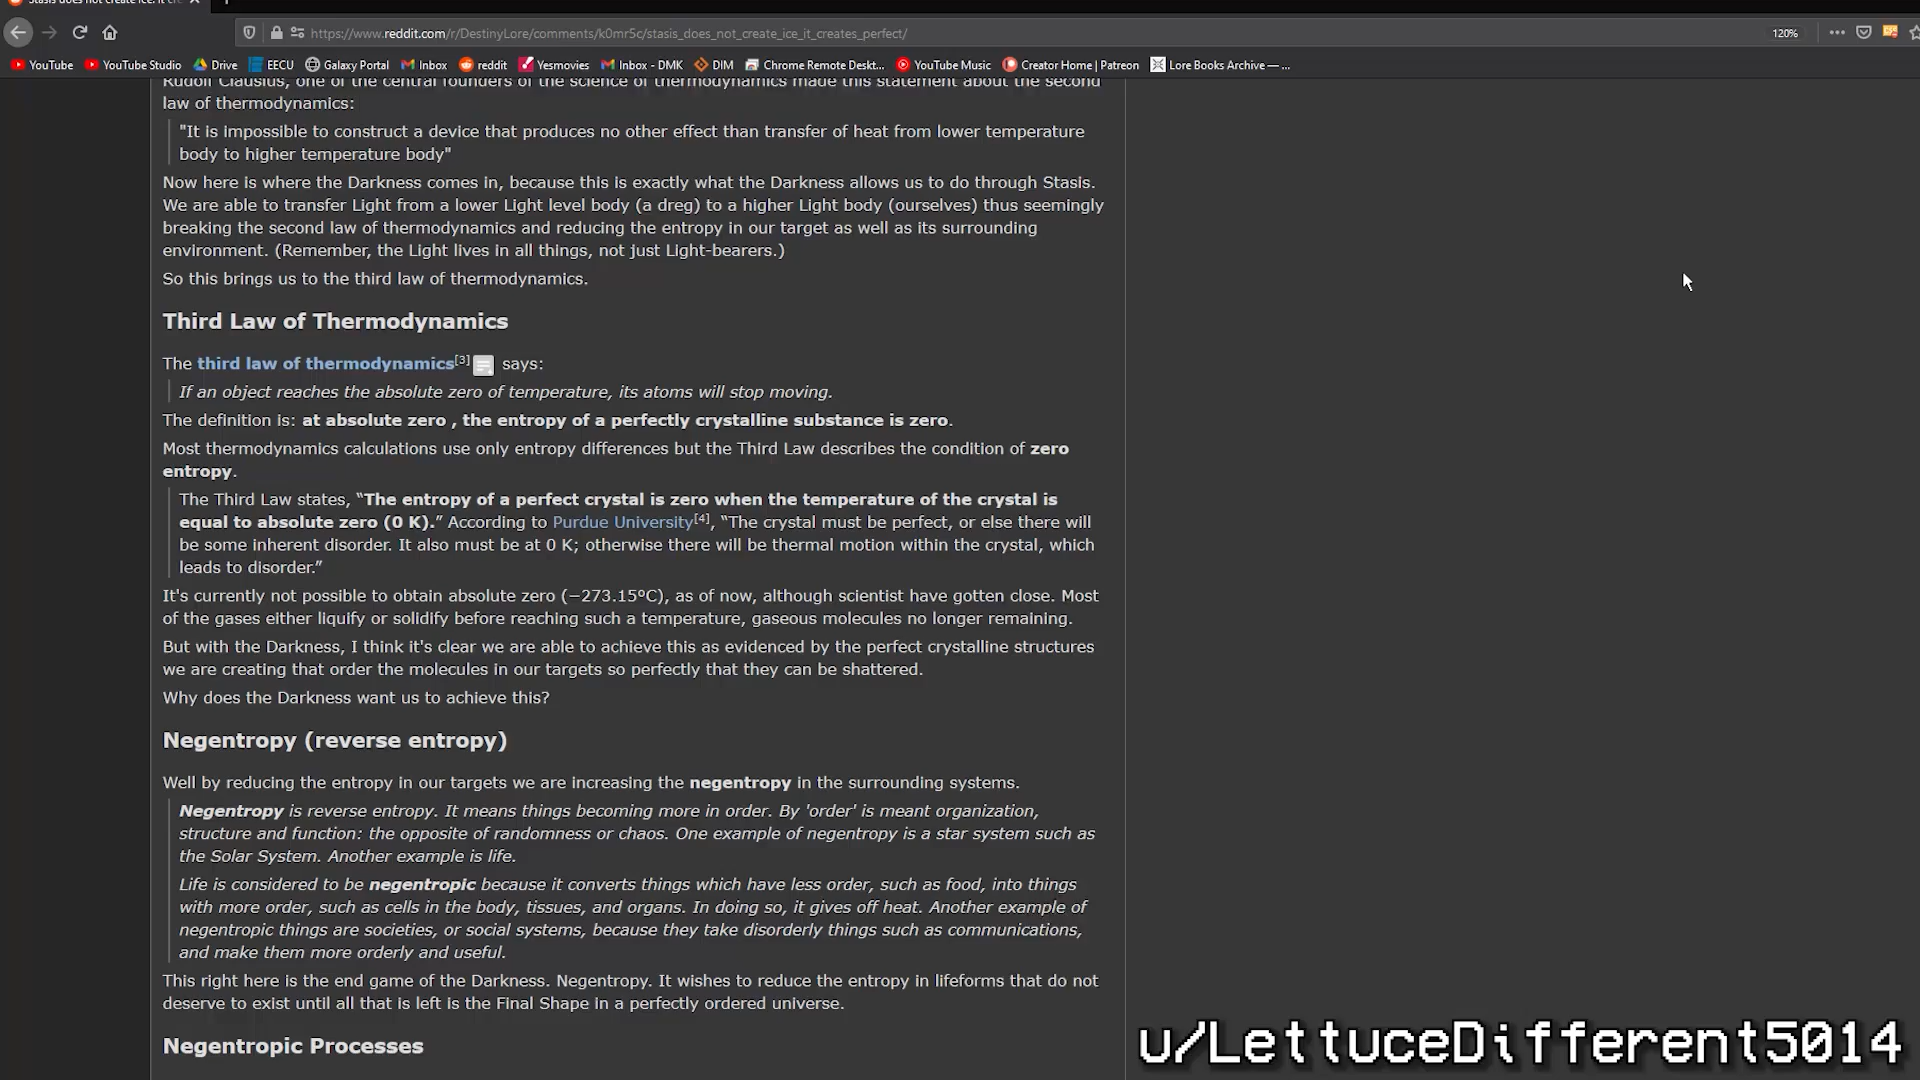 Stasis does not create ice. It cre
https://www.reddit.com/r/DestinyLore/comments/k0mr5c/stasis_does_not_create_ice_it_creates_perfect/
120%
YouTube YouTube Studio Drive EECU Galaxy Portal Inbox reddit Yesmovies Inbox - DMK DIM Chrome Remote Deskt... YouTube Music Creator Home | Patreon Lore Books Archive — ...
Rudolf Clausius, one of the central founders of the science of thermodynamics made this statement about the second
law of thermodynamics:
"It is impossible to construct a device that produces no other effect than transfer of heat from lower temperature
body to higher temperature body"
Now here is where the Darkness comes in, because this is exactly what the Darkness allows us to do through Stasis.
We are able to transfer Light from a lower Light level body (a dreg) to a higher Light body (ourselves) thus seemingly
breaking the second law of thermodynamics and reducing the entropy in our target as well as its surrounding
environment. (Remember, the Light lives in all things, not just Light-bearers.)
So this brings us to the third law of thermodynamics.
Third Law of Thermodynamics
The third law of thermodynamics[3] says:
If an object reaches the absolute zero of temperature, its atoms will stop moving.
The definition is: at absolute zero , the entropy of a perfectly crystalline substance is zero.
Most thermodynamics calculations use only entropy differences but the Third Law describes the condition of zero
entropy.
The Third Law states, “The entropy of a perfect crystal is zero when the temperature of the crystal is
equal to absolute zero (0 K).” According to Purdue University[4], “The crystal must be perfect, or else there will
be some inherent disorder. It also must be at 0 K; otherwise there will be thermal motion within the crystal, which
leads to disorder.”
It's currently not possible to obtain absolute zero (−273.15ºC), as of now, although scientist have gotten close. Most
of the gases either liquify or solidify before reaching such a temperature, gaseous molecules no longer remaining.
But with the Darkness, I think it's clear we are able to achieve this as evidenced by the perfect crystalline structures
we are creating that order the molecules in our targets so perfectly that they can be shattered.
Why does the Darkness want us to achieve this?
Negentropy (reverse entropy)
Well by reducing the entropy in our targets we are increasing the negentropy in the surrounding systems.
Negentropy is reverse entropy. It means things becoming more in order. By 'order' is meant organization,
structure and function: the opposite of randomness or chaos. One example of negentropy is a star system such as
the Solar System. Another example is life.
Life is considered to be negentropic because it converts things which have less order, such as food, into things
with more order, such as cells in the body, tissues, and organs. In doing so, it gives off heat. Another example of
negentropic things are societies, or social systems, because they take disorderly things such as communications,
and make them more orderly and useful.
This right here is the end game of the Darkness. Negentropy. It wishes to reduce the entropy in lifeforms that do not
deserve to exist until all that is left is the Final Shape in a perfectly ordered universe.
Negentropic Processes
u/LettuceDifferent5014